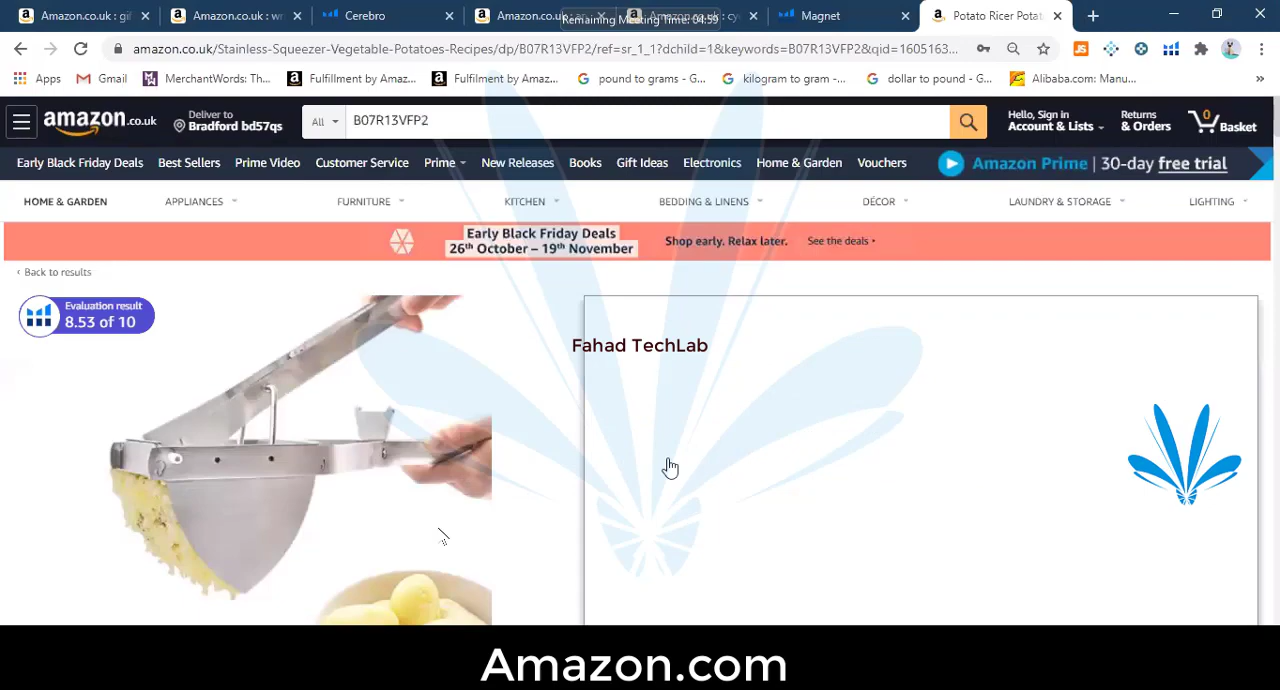 Amazon.co.uk : gif
Amazon.co.uk : wr
Cerebro
Amazon.co.uk
Remaining Meeting Time: 04:59
Magnet
Potato Ricer Potat
amazon.co.uk/Stainless-Squeezer-Vegetable-Potatoes-Recipes/dp/B07R13VFP2/ref=sr_1_1?dchild=1&keywords=B07R13VFP2&qid=1605163...
Apps
Gmail
MerchantWords: Th...
Fulfillment by Amaz...
Fulfilment by Amaz...
pound to grams - G...
kilogram to gram -...
dollar to pound - G...
Alibaba.com: Manu...
»
amazon.co.uk
Deliver to
Bradford bd57qs
All
B07R13VFP2
Hello, Sign in
Account & Lists
Returns
& Orders
0
Basket
Early Black Friday Deals
Best Sellers
Prime Video
Customer Service
Prime
New Releases
Books
Gift Ideas
Electronics
Home & Garden
Vouchers
Amazon Prime | 30-day free trial
HOME & GARDEN
APPLIANCES
FURNITURE
KITCHEN
BEDDING & LINENS
DÉCOR
LAUNDRY & STORAGE
LIGHTING
Early Black Friday Deals
26th October – 19th November
Shop early. Relax later.
See the deals ›
‹ Back to results
Evaluation result
8.53 of 10
Fahad TechLab
Amazon.com